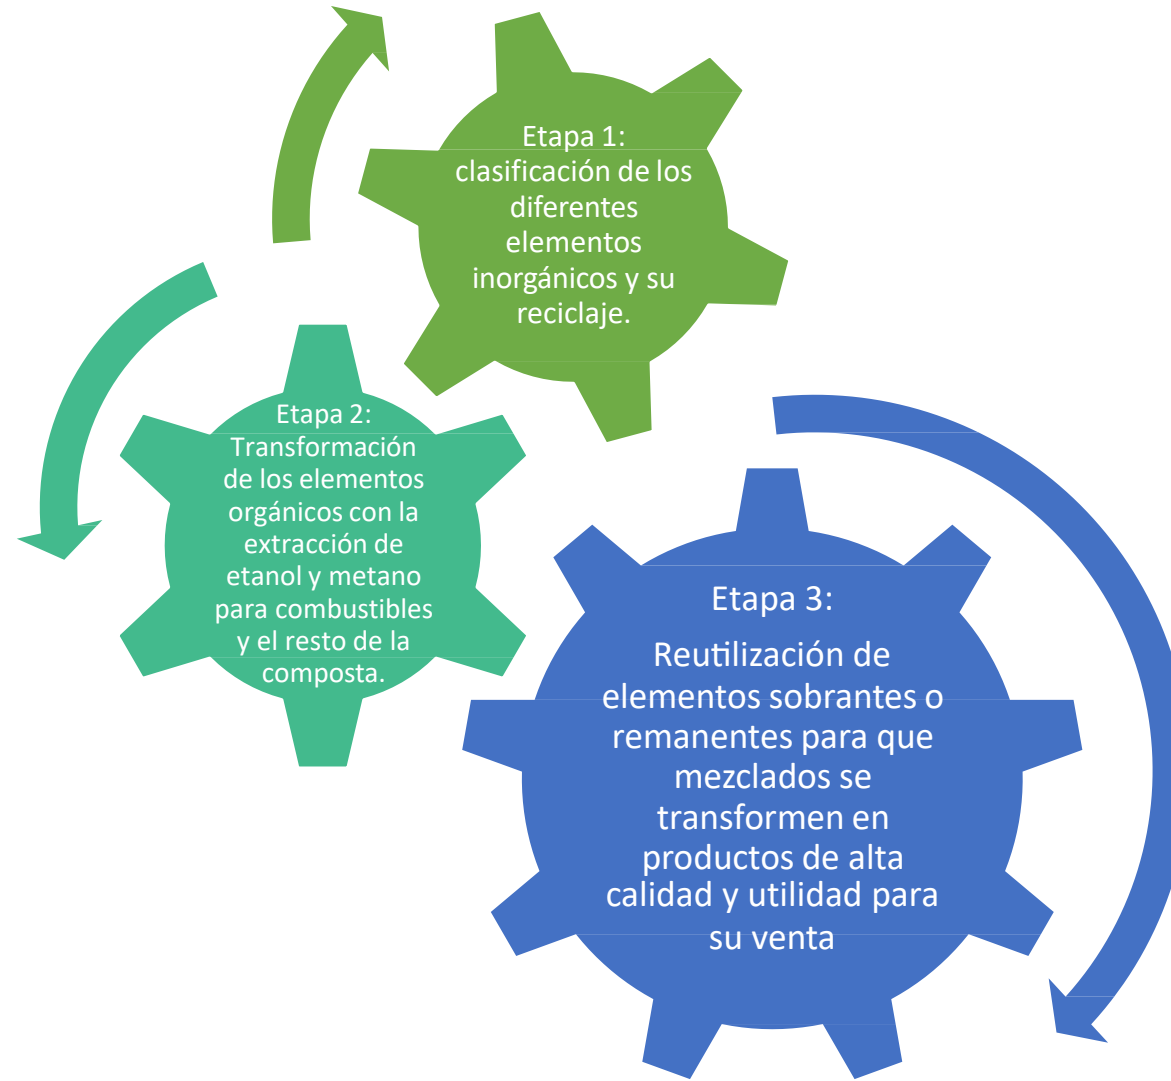 Etapa 1:
clasificación de los
diferentes
elementos
inorgánicos y su
reciclaje.
Etapa 2:
Transformación
de los elementos
orgánicos con la
extracción de
etanol y metano
para combustibles
y el resto de la
composta.
Etapa 3:
Reutilización de
elementos sobrantes o
remanentes para que
mezclados se
transformen en
productos de alta
calidad y utilidad para
su venta